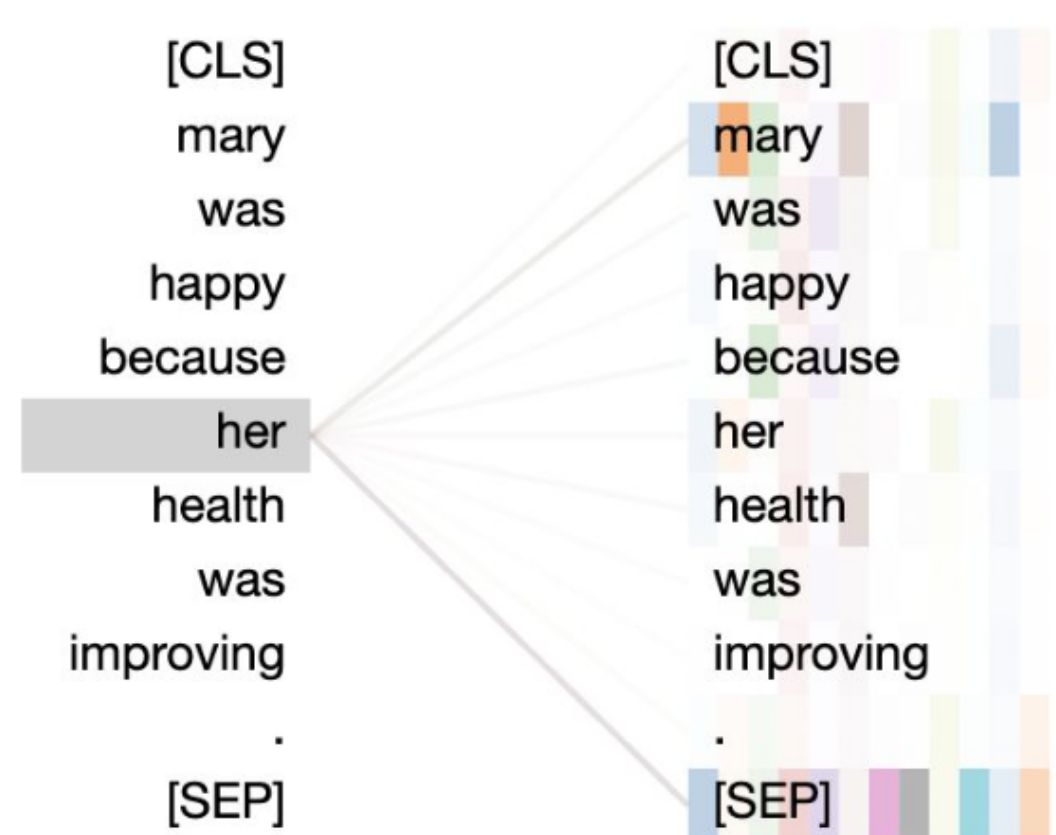 [CLS] [CLS]
mary mary
was was
happy happy
because because
her her
health health
was was
improving improving
. .
[SEP] [SEP]